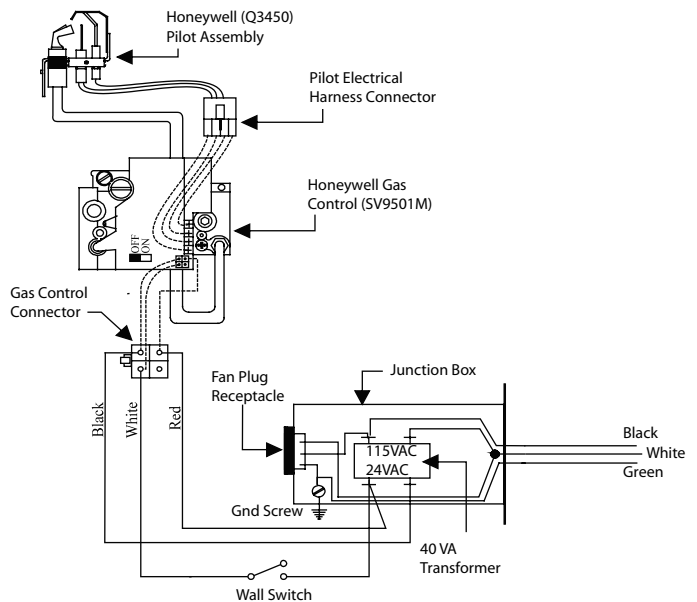 Honeywell (Q3450)
Pilot Assembly
Pilot Electrical
Harness Connector
Honeywell Gas
Control (SV9501M)
OFF
ON
Gas Control
Connector
Fan Plug
Receptacle
Junction Box
Black
White
Red
115VAC
24VAC
Black
White
Green
Gnd Screw
40 VA
Transformer
Wall Switch